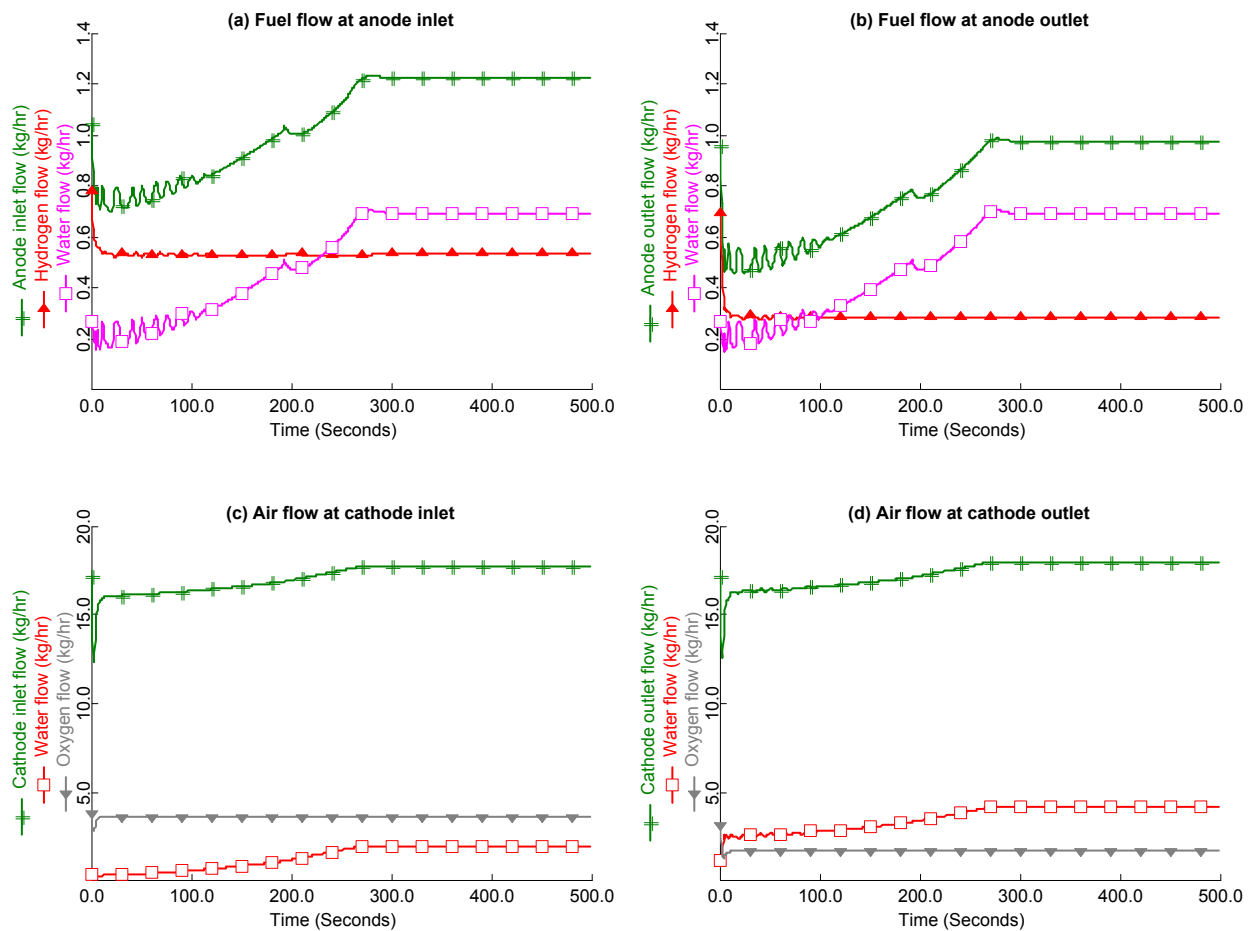 (a) Fuel flow at anode inlet
Anode inlet flow (kg/hr)
Hydrogen flow (kg/hr)
Water flow (kg/hr)
1.4
1.2
1.0
0.8
0.6
0.4
0.2
0.0 100.0 200.0 300.0 400.0 500.0
Time (Seconds)
(b) Fuel flow at anode outlet
Anode outlet flow (kg/hr)
Hydrogen flow (kg/hr)
Water flow (kg/hr)
1.4
1.2
1.0
0.8
0.6
0.4
0.2
0.0 100.0 200.0 300.0 400.0 500.0
Time (Seconds)
(c) Air flow at cathode inlet
Cathode inlet flow (kg/hr)
Water flow (kg/hr)
Oxygen flow (kg/hr)
20.0
15.0
10.0
5.0
0.0 100.0 200.0 300.0 400.0 500.0
Time (Seconds)
(d) Air flow at cathode outlet
Cathode outlet flow (kg/hr)
Water flow (kg/hr)
Oxygen flow (kg/hr)
20.0
15.0
10.0
5.0
0.0 100.0 200.0 300.0 400.0 500.0
Time (Seconds)